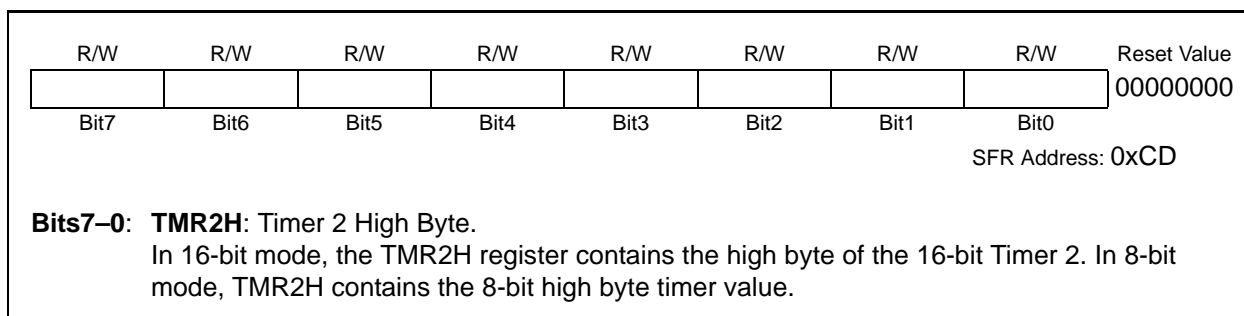 R/W R/W R/W R/W R/W R/W R/W R/W Reset Value
00000000
Bit7 Bit6 Bit5 Bit4 Bit3 Bit2 Bit1 Bit0
SFR Address: 0xCD
Bits7–0: TMR2H: Timer 2 High Byte.
In 16-bit mode, the TMR2H register contains the high byte of the 16-bit Timer 2. In 8-bit
mode, TMR2H contains the 8-bit high byte timer value.